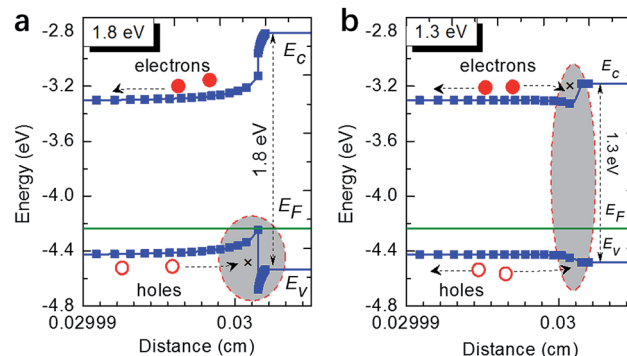 a
1.8 eV
-2.8
-3.2
-3.6
-4.0
-4.4
-4.8
Energy (eV)
electrons
E_C
1.8 eV
E_F
E_V
holes
0.02999
0.03
Distance (cm)
b
1.3 eV
-2.8
-3.2
-3.6
-4.0
-4.4
-4.8
Energy (eV)
electrons
E_C
1.3 eV
E_F
E_V
holes
0.02999
0.03
Distance (cm)